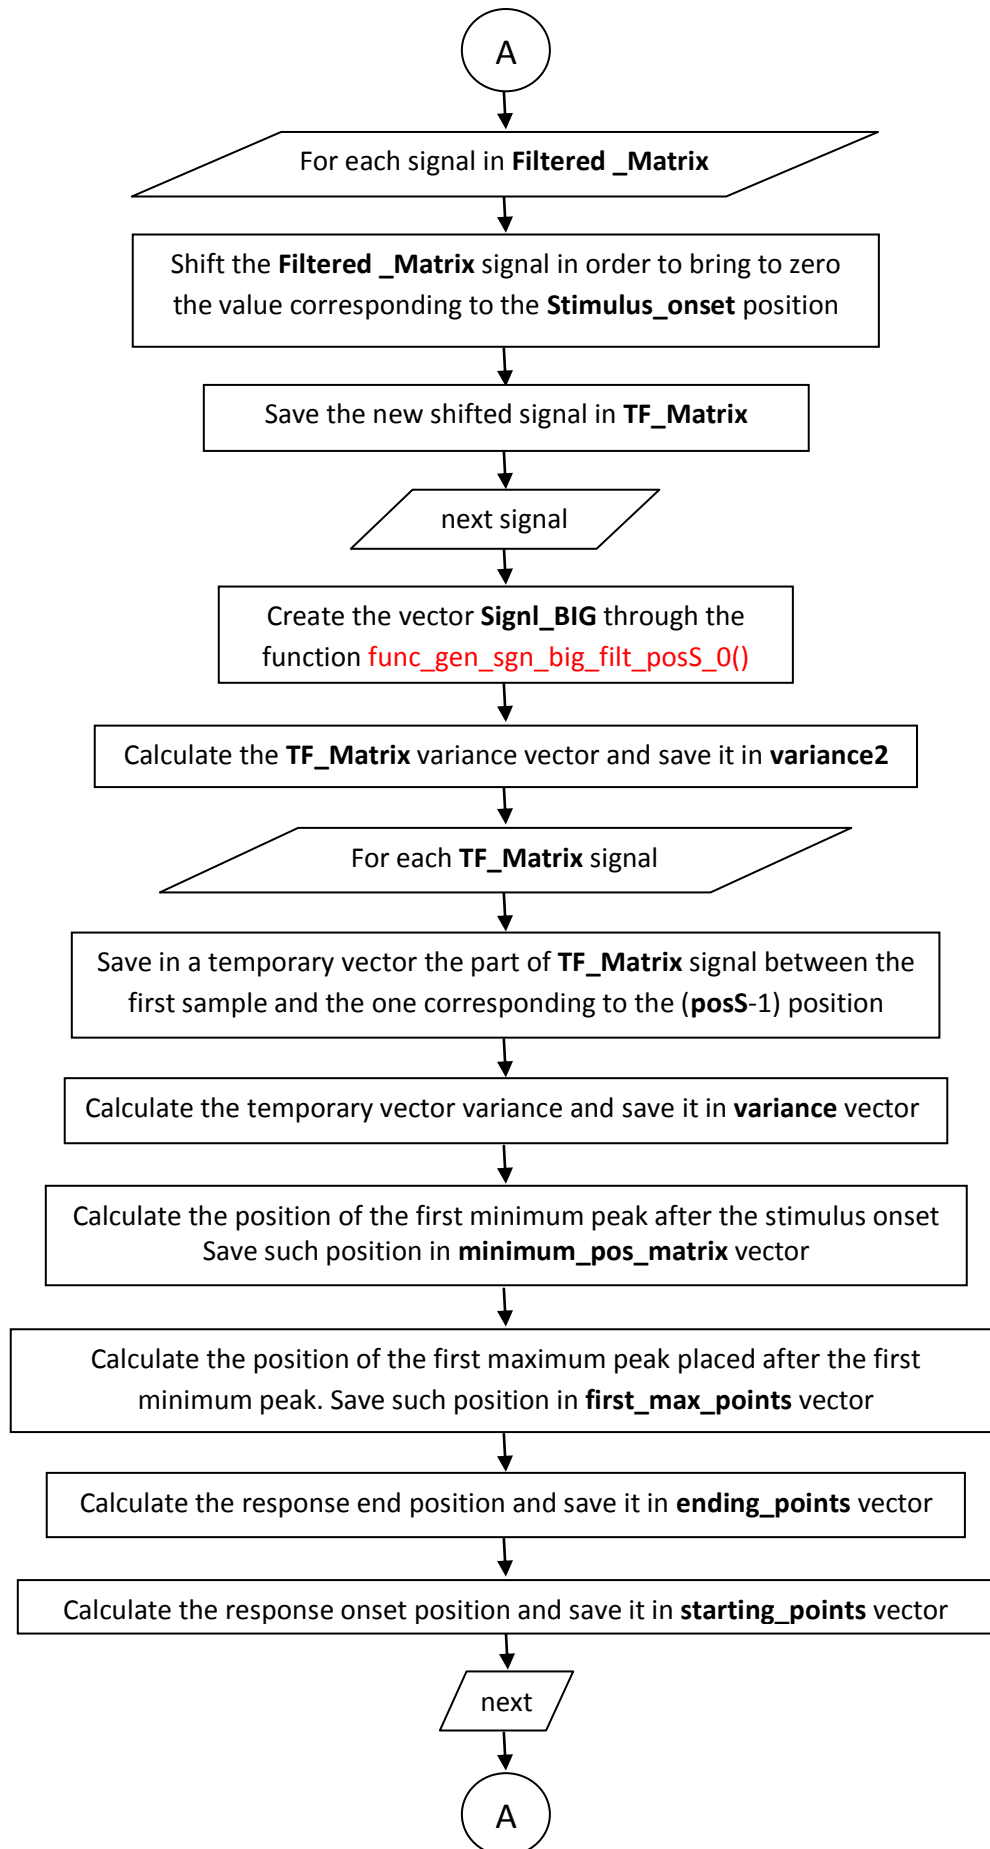 A
For each signal in Filtered _Matrix
Shift the Filtered _Matrix signal in order to bring to zero
the value corresponding to the Stimulus_onset position
Save the new shifted signal in TF_Matrix
next signal
Create the vector Signl_BIG through the
function func_gen_sgn_big_filt_posS_0()
Calculate the TF_Matrix variance vector and save it in variance2
For each TF_Matrix signal
Save in a temporary vector the part of TF_Matrix signal between the
first sample and the one corresponding to the (posS-1) position
Calculate the temporary vector variance and save it in variance vector
Calculate the position of the first minimum peak after the stimulus onset
Save such position in minimum_pos_matrix vector
Calculate the position of the first maximum peak placed after the first
minimum peak. Save such position in first_max_points vector
Calculate the response end position and save it in ending_points vector
Calculate the response onset position and save it in starting_points vector
next
A